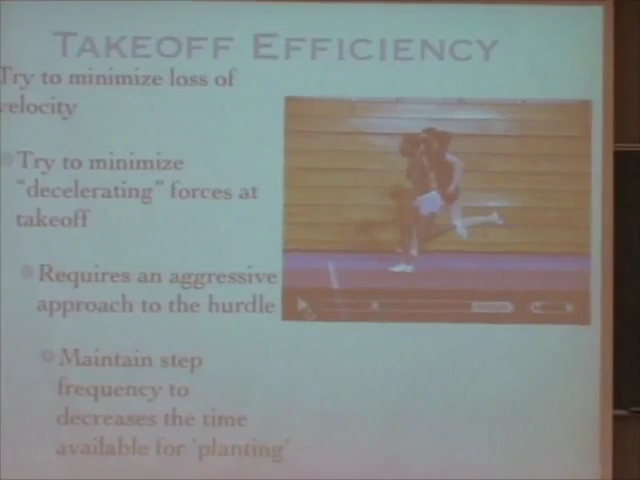 TAKEOFF EFFICIENCY
Try to minimize loss of
velocity
Try to minimize
"decelerating" forces at
takeoff
Requires an aggressive
approach to the hurdle
Maintain step
frequency to
decreases the time
available for 'planting'